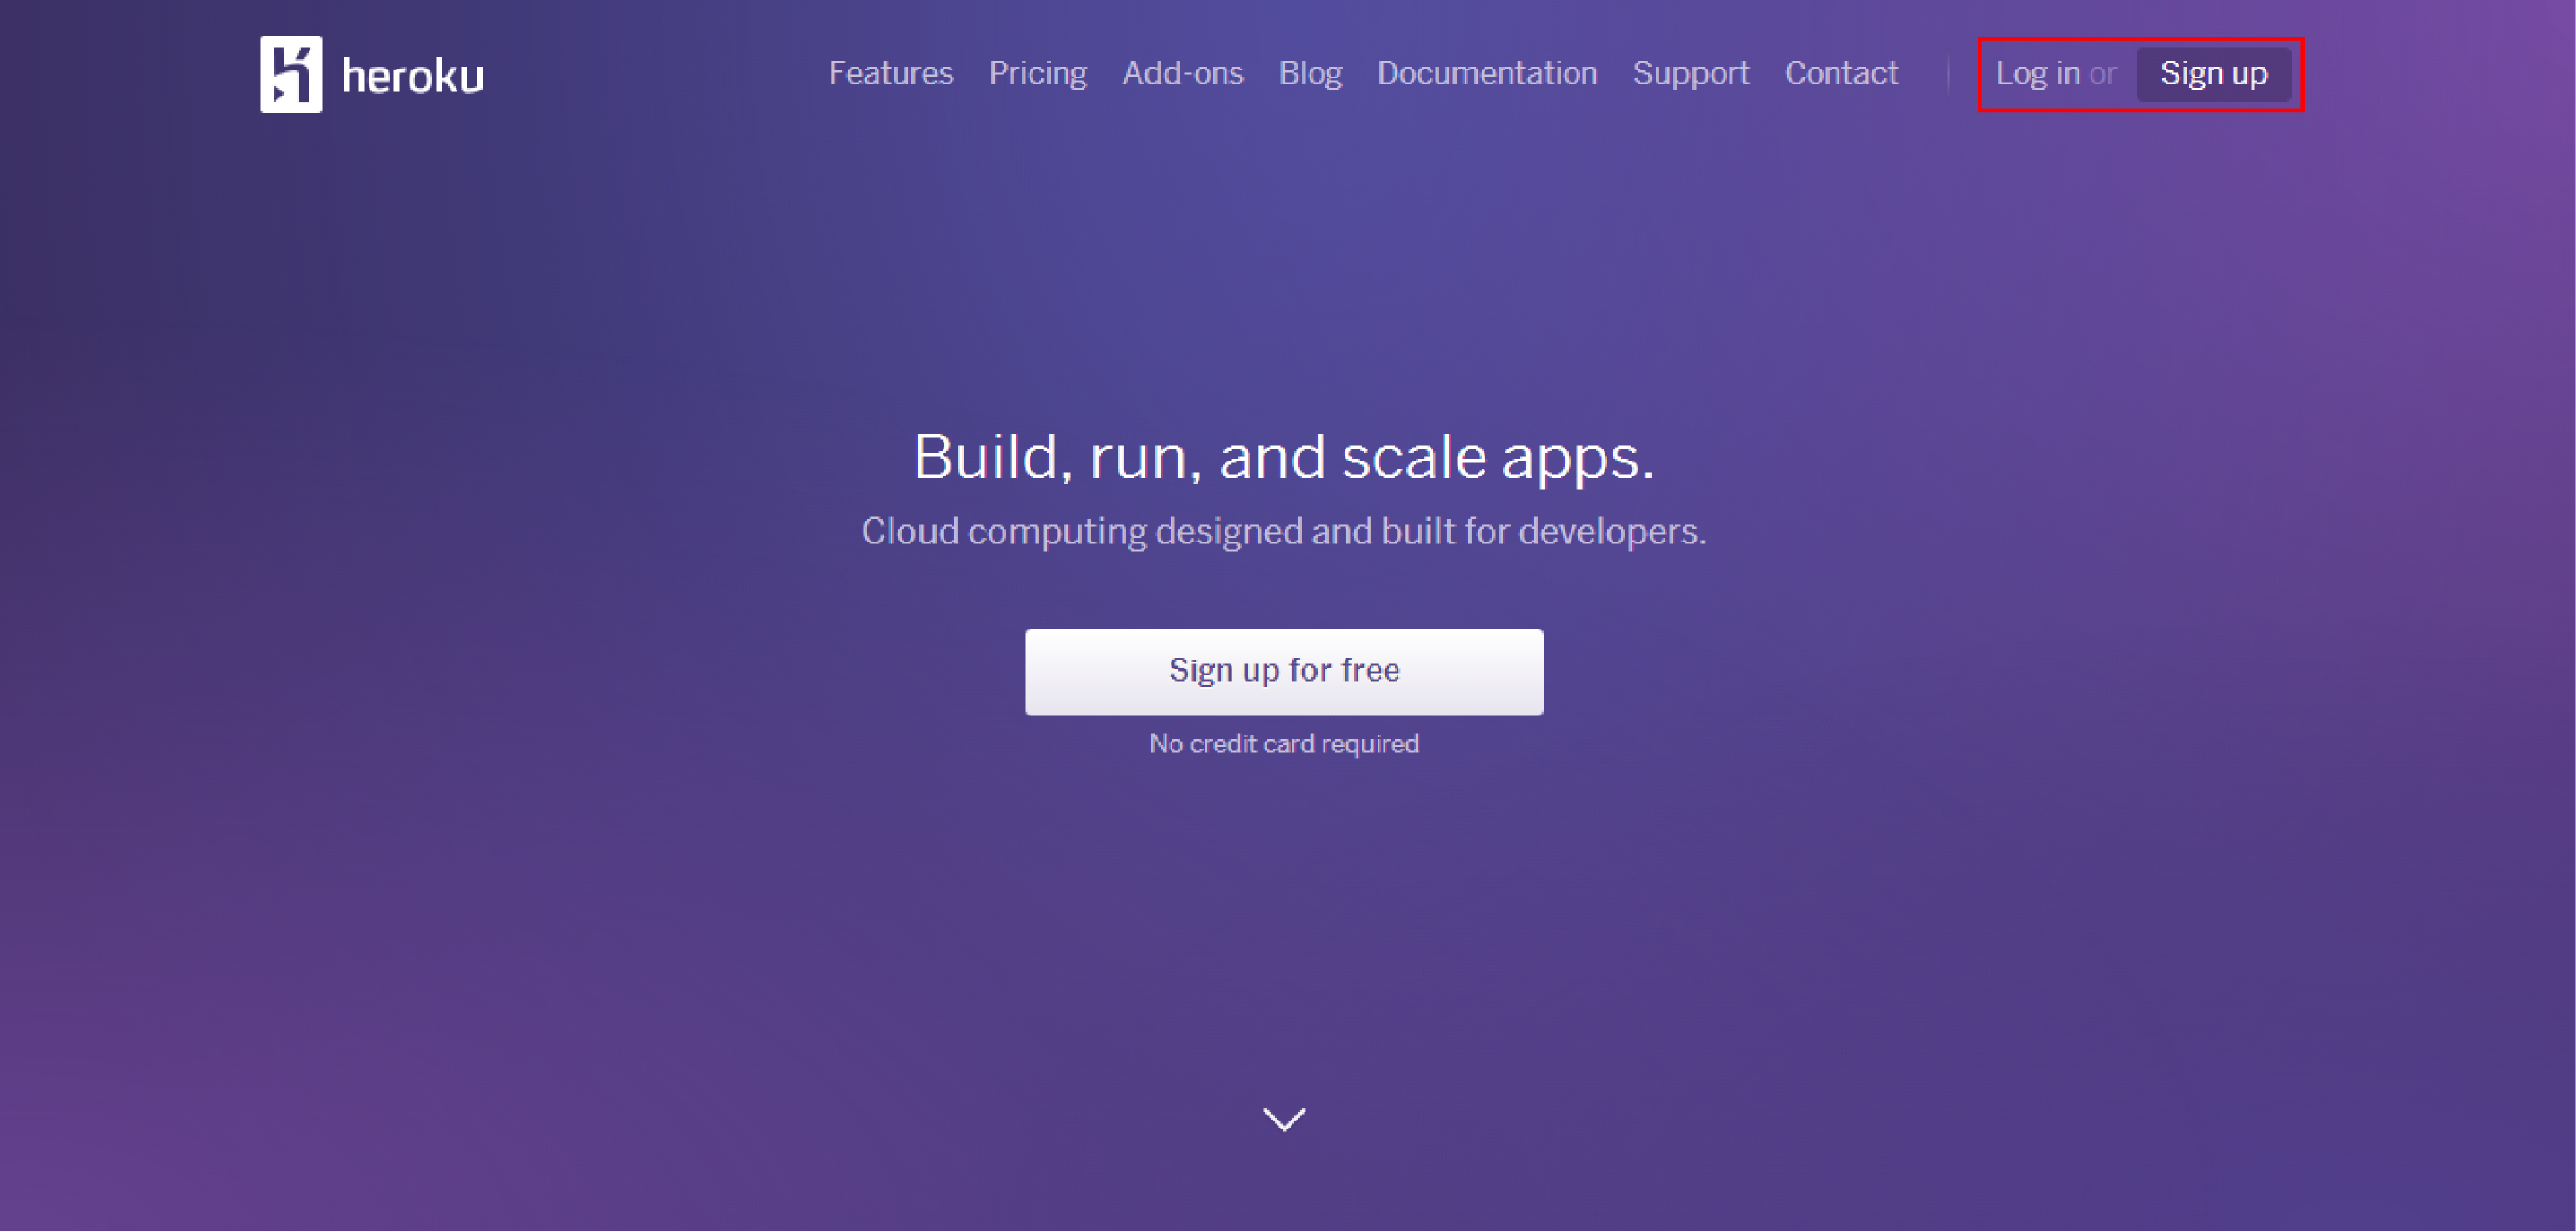 heroku
Features Pricing Add-ons Blog Documentation Support Contact Log in or Sign up
Build, run, and scale apps.
Cloud computing designed and built for developers.
Sign up for free
No credit card required